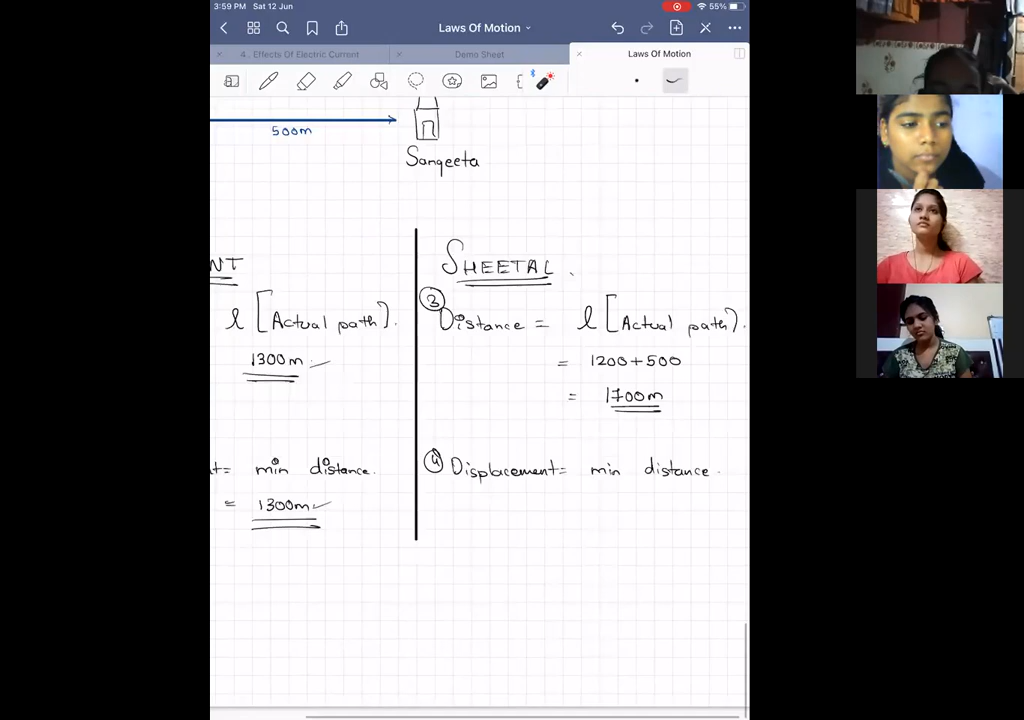 3:59 PM Sat 12 Jun
55%
Laws Of Motion
4 . Effects Of Electric Current
Demo Sheet
Laws Of Motion
500m
Sangeeta
NT
l [Actual path].
1300m
t= min distance.
= 1300m
SHEETAL
3 Distance = l [Actual path].
= 1200+500
= 1700m
4 Displacement= min distance.